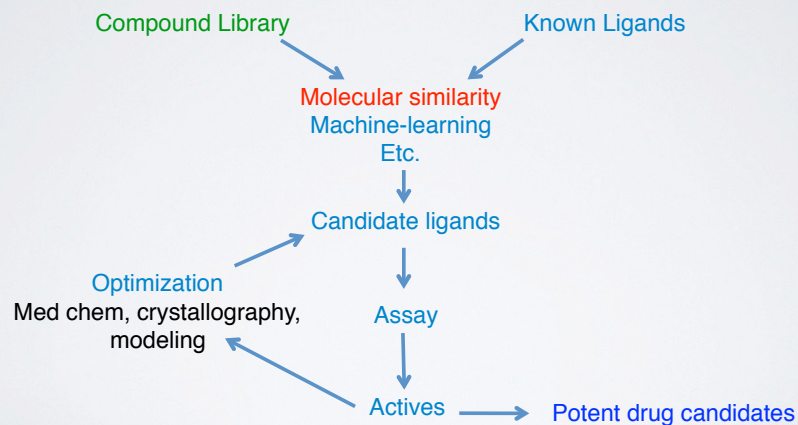 Compound Library
Known Ligands
Molecular similarity
Machine-learning
Etc.
Candidate ligands
Optimization
Med chem, crystallography,
modeling
Assay
Actives
Potent drug candidates